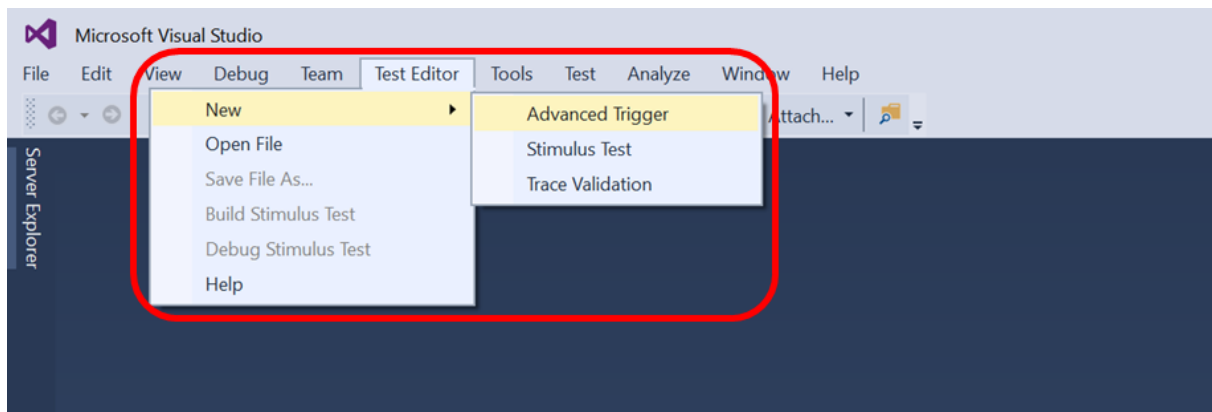 Microsoft Visual Studio
File Edit View Debug Team Test Editor Tools Test Analyze Window Help
Attach...
New
Open File
Save File As...
Build Stimulus Test
Debug Stimulus Test
Help
Advanced Trigger
Stimulus Test
Trace Validation
Server Explorer